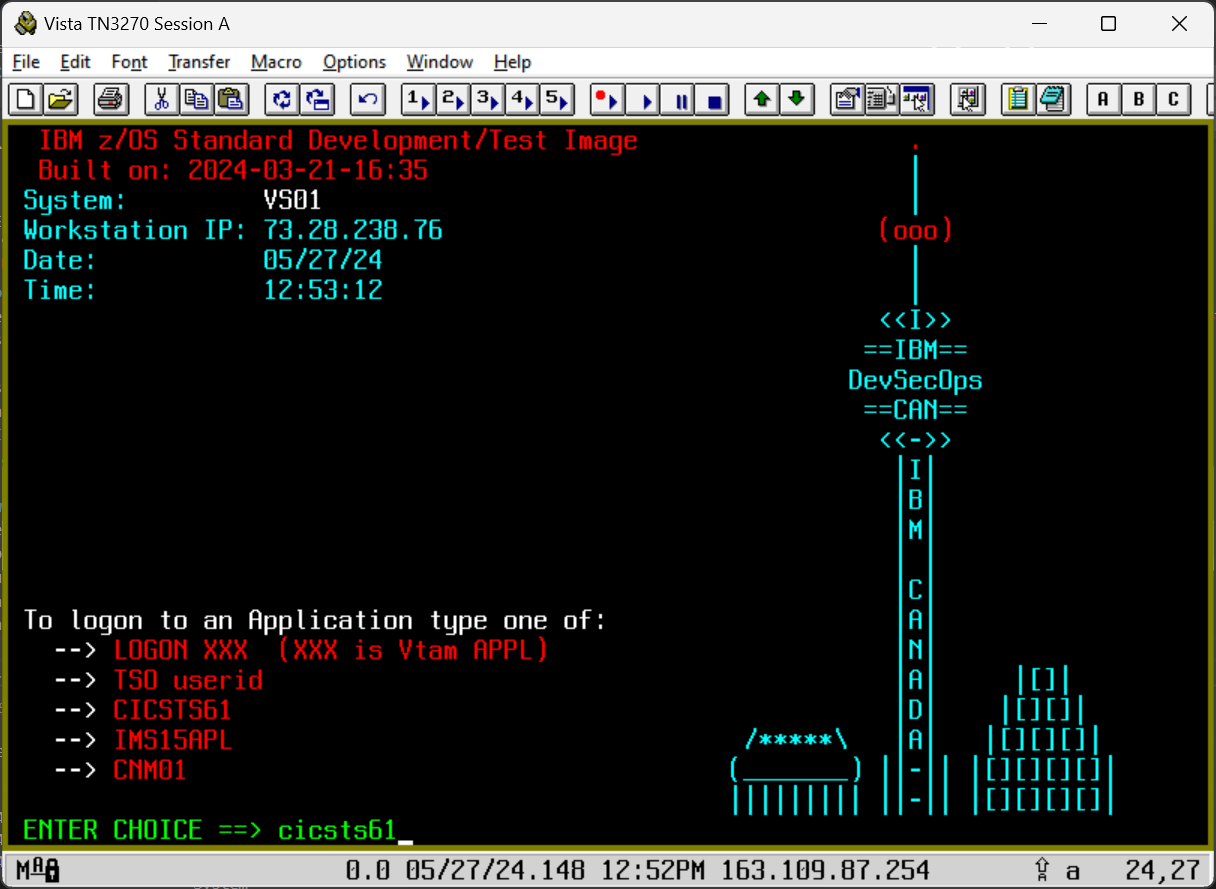 Vista TN3270 Session A
File Edit Font Transfer Macro Options Window Help
1 2 3 4 5 A B C
IBM z/OS Standard Development/Test Image
Built on: 2024-03-21-16:35
System: VS01
Workstation IP: 73.28.238.76
Date: 05/27/24
Time: 12:53:12
.
|
|
(ooo)
|
|
<<I>>
==IBM==
DevSecOps
==CAN==
<<->>
|I|
|B|
|M|
| |
|C|
To logon to an Application type one of: |A|
--> LOGON XXX (XXX is Vtam APPL) |N|
--> TSO userid |A| |[]|
--> CICSTS61 |D| |[][]|
--> IMS15APL /*****\ |A| |[][][]|
--> CNM01 (_______) ||-|| |[][][][]|
||||||||| ||-|| |[][][][]|
ENTER CHOICE ==> cicsts61_
MA 0.0 05/27/24.148 12:52PM 163.109.87.254 A a 24,27